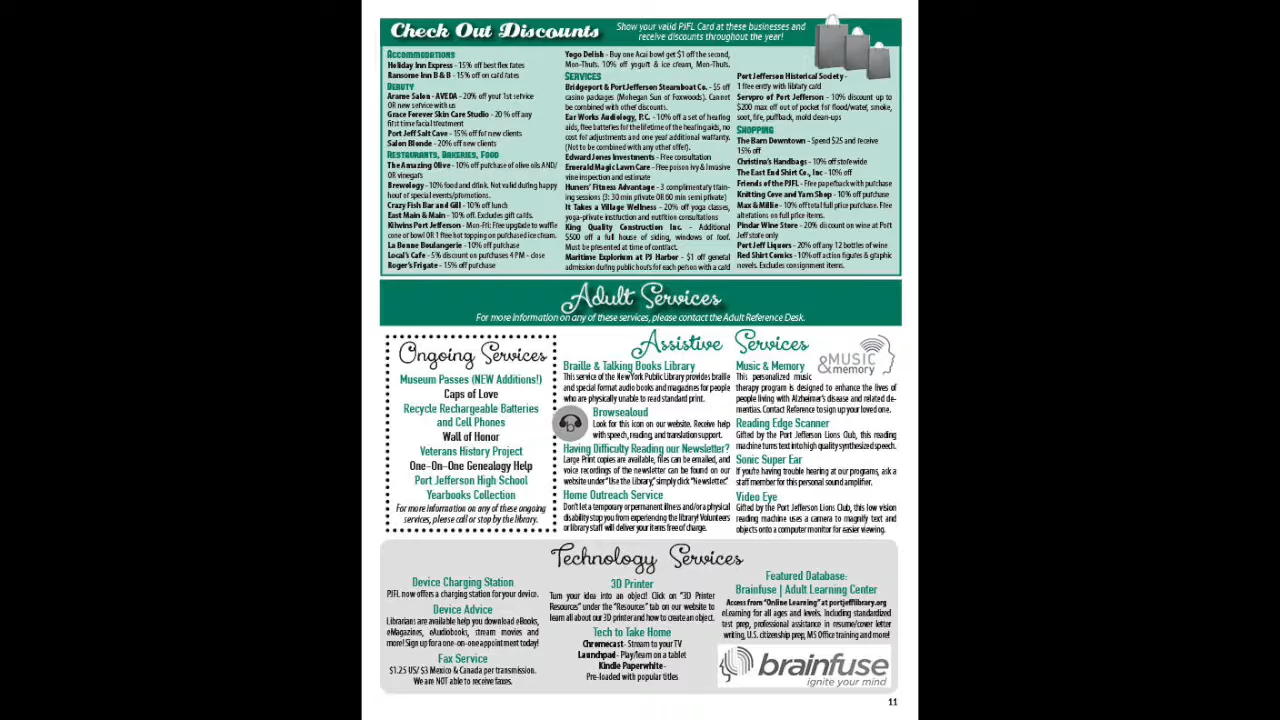 Check Out Discounts
Show your valid PJFL Card at these businesses and
receive discounts throughout the year!
Accommodations
Holiday Inn Express - 15% off best flex rates
Ransome Inn B & B - 15% off on card rates
Beauty
Arame Salon - AVEDA - 20% off your 1st service
OR new service with us
Grace Forever Skin Care Studio - 20 % off any
first time facial treatment
Port Jeff Salt Cave - 15% off for new clients
Salon Blonde - 20% off new clients
Restaurants, Bakeries, Food
The Amazing Olive - 10% off purchase of olive oils AND/
OR vinegars
Brewology - 10% food and drink. Not valid during happy
hour of special events/promotions.
Crazy Fish Bar and Gill - 10% off lunch
East Main & Main - 10% off. Excludes gift cards.
Kilwins Port Jefferson - Mon-Fri: Free upgrade to waffle
cone or bowl OR 1 free hot topping on purchased ice cream.
La Bonne Boulangerie - 10% off purchase
Local's Cafe - 5% discount on purchases 4 PM - close
Roger's Frigate - 15% off purchase
Yogo Delish - Buy one Acai bowl get $1 off the second,
Mon-Thurs. 10% off yogurt & ice cream, Mon-Thurs.
Services
Bridgeport & Port Jefferson Steamboat Co. - $5 off
casino packages (Mohegan Sun of Foxwoods). Cannot
be combined with other discounts.
Ear Works Audiology, P.C. - 10% off a set of hearing
aids, free batteries for the lifetime of the hearing aids, no
cost for adjustments and one year additional warranty.
(Not to be combined with any other offer).
Edward Jones Investments - Free consultation
Emerald Magic Lawn Care - Free poison ivy & invasive
vine inspection and estimate
Huners' Fitness Advantage - 3 complimentary train-
ing sessions (3: 30 min private OR 60 min semi private)
It Takes a Village Wellness - 20% off yoga classes,
yoga-private instruction and nutrition consultations
King Quality Construction Inc. - Additional
$500 off a full house of siding, windows or roof.
Must be presented at time of contract.
Maritime Explorium at PJ Harbor - $1 off general
admission during public hours for each person with a card
Port Jefferson Historical Society -
1 free entry with library card
Servpro of Port Jefferson - 10% discount up to
$200 max off out of pocket for flood/water, smoke,
soot, fire, puffback, mold clean-ups
Shopping
The Barn Downtown - Spend $25 and receive
15% off
Christina's Handbags - 10% off storewide
The East End Shirt Co., Inc - 10% off
Friends of the PJFL - Free paperback with purchase
Knitting Cove and Yarn Shop - 10% off purchase
Max & Millie - 10% off total full price purchase. Free
alterations on full price items.
Pindar Wine Store - 20% discount on wine at Port
Jeff store only
Port Jeff Liquors - 20% off any 12 bottles of wine
Red Shirt Comics - 10% off action figures & graphic
novels. Excludes consignment items.
Adult Services
For more information on any of these services, please contact the Adult Reference Desk.
Ongoing Services
Museum Passes (NEW Additions!)
Caps of Love
Recycle Rechargeable Batteries
and Cell Phones
Wall of Honor
Veterans History Project
One-On-One Genealogy Help
Port Jefferson High School
Yearbooks Collection
For more information on any of these ongoing
services, please call or stop by the library.
Assistive Services
Braille & Talking Books Library
This service of the New York Public Library provides braille
and special format audio books and magazines for people
who are physically unable to read standard print.
Browsealoud
Look for this icon on our website. Receive help
with speech, reading, and translation support.
Having Difficulty Reading our Newsletter?
Large Print copies are available, files can be emailed, and
voice recordings of the newsletter can be found on our
website under "Use the Library," simply click "Newsletter."
Home Outreach Service
Don't let a temporary or permanent illness and/or a physical
disability stop you from experiencing the library! Volunteers
or library staff will deliver your items free of charge.
Music & Memory
This personalized music
therapy program is designed to enhance the lives of
people living with Alzheimer's disease and related de-
mentias. Contact Reference to sign up your loved one.
MUSIC
&memory
Reading Edge Scanner
Gifted by the Port Jefferson Lions Club, this reading
machine turns text into high quality synthesized speech.
Sonic Super Ear
If you're having trouble hearing at our programs, ask a
staff member for this personal sound amplifier.
Video Eye
Gifted by the Port Jefferson Lions Club, this low vision
reading machine uses a camera to magnify text and
objects onto a computer monitor for easier viewing.
Technology Services
Device Charging Station
PJFL now offers a charging station for your device.
Device Advice
Librarians are available help you download eBooks,
eMagazines, eAudiobooks, stream movies and
more! Sign up for a one-on-one appointment today!
Fax Service
$1.25 US/ $3 Mexico & Canada per transmission.
We are NOT able to receive faxes.
3D Printer
Turn your idea into an object! Click on "3D Printer
Resources" under the "Resources" tab on our website to
learn all about our 3D printer and how to create an object.
Tech to Take Home
Chromecast- Stream to your TV
Launchpad- Play/learn on a tablet
Kindle Paperwhite-
Pre-loaded with popular titles
Featured Database:
Brainfuse | Adult Learning Center
Access from "Online Learning" at portjefflibrary.org
eLearning for all ages and levels. Including standardized
test prep, professional assistance in resume/cover letter
writing, U.S. citizenship prep, MS Office training and more!
brainfuse
ignite your mind
11